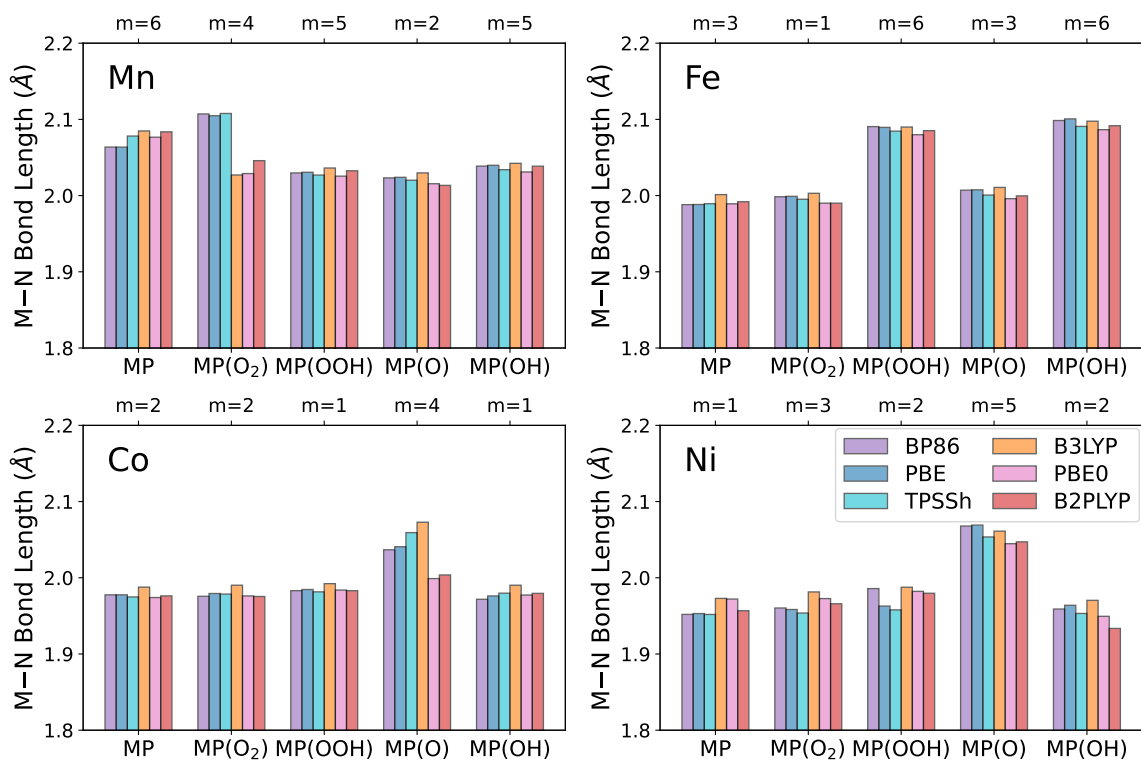 m=6 m=4 m=5 m=2 m=5
Mn
M−N Bond Length (Å)
2.2
2.1
2.0
1.9
1.8
MP MP(O₂) MP(OOH) MP(O) MP(OH)
m=3 m=1 m=6 m=3 m=6
Fe
M−N Bond Length (Å)
2.2
2.1
2.0
1.9
1.8
MP MP(O₂) MP(OOH) MP(O) MP(OH)
m=2 m=2 m=1 m=4 m=1
Co
M−N Bond Length (Å)
2.2
2.1
2.0
1.9
1.8
MP MP(O₂) MP(OOH) MP(O) MP(OH)
m=1 m=3 m=2 m=5 m=2
Ni
BP86 B3LYP
PBE PBE0
TPSSh B2PLYP
M−N Bond Length (Å)
2.2
2.1
2.0
1.9
1.8
MP MP(O₂) MP(OOH) MP(O) MP(OH)